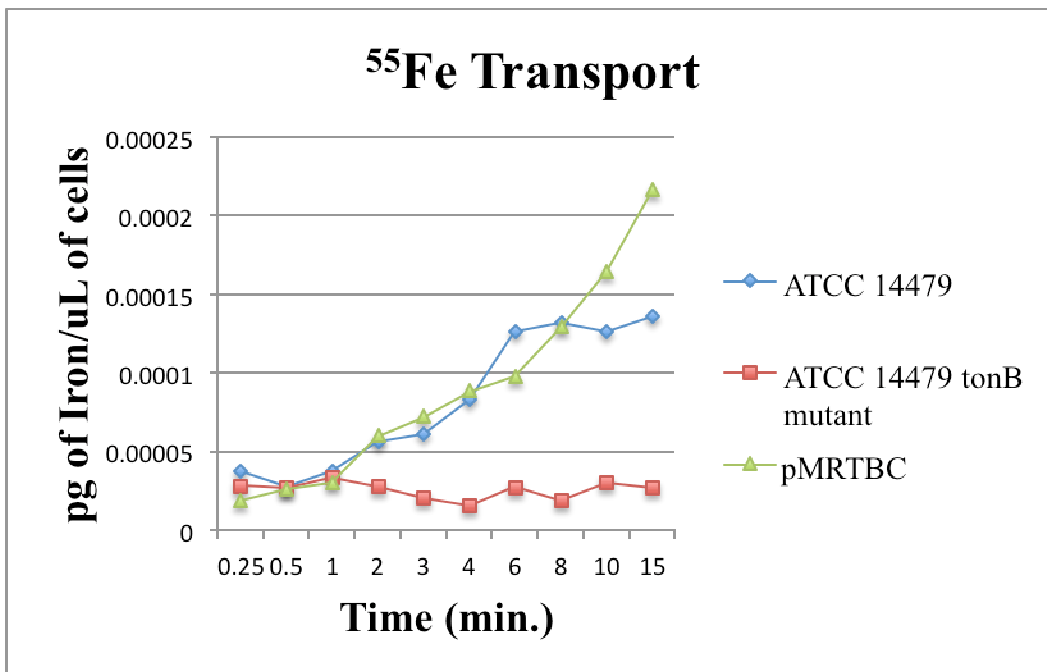 ⁵⁵Fe Transport
pg of Iron/uL of cells
0.00025
0.0002
0.00015
0.0001
0.00005
0
0.25 0.5 1 2 3 4 6 8 10 15
Time (min.)
ATCC 14479
ATCC 14479 tonB
mutant
pMRTBC